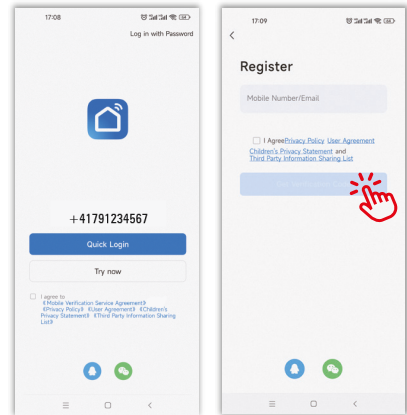 17:08
Log in with Password
+41791234567
Quick Login
Try now
I agree to
《Mobile Verification Service Agreement》
《Privacy Policy》《User Agreement》《Children's
Privacy Statement》《Third Party Information Sharing
List》
17:09
Register
Mobile Number/Email
I AgreePrivacy Policy User Agreement
Children's Privacy Statement and
Third Party Information Sharing List